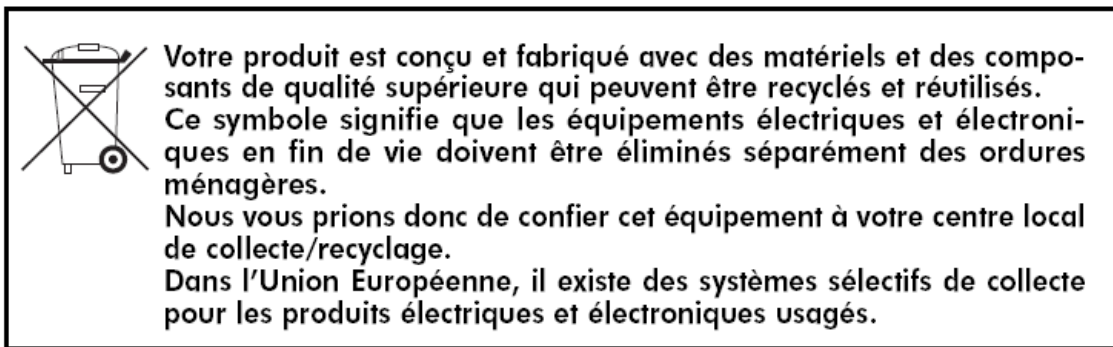 Votre produit est conçu et fabriqué avec des matériels et des compo-
sants de qualité supérieure qui peuvent être recyclés et réutilisés.
Ce symbole signifie que les équipements électriques et électroni-
ques en fin de vie doivent être éliminés séparément des ordures
ménagères.
Nous vous prions donc de confier cet équipement à votre centre local
de collecte/recyclage.
Dans l'Union Européenne, il existe des systèmes sélectifs de collecte
pour les produits électriques et électroniques usagés.